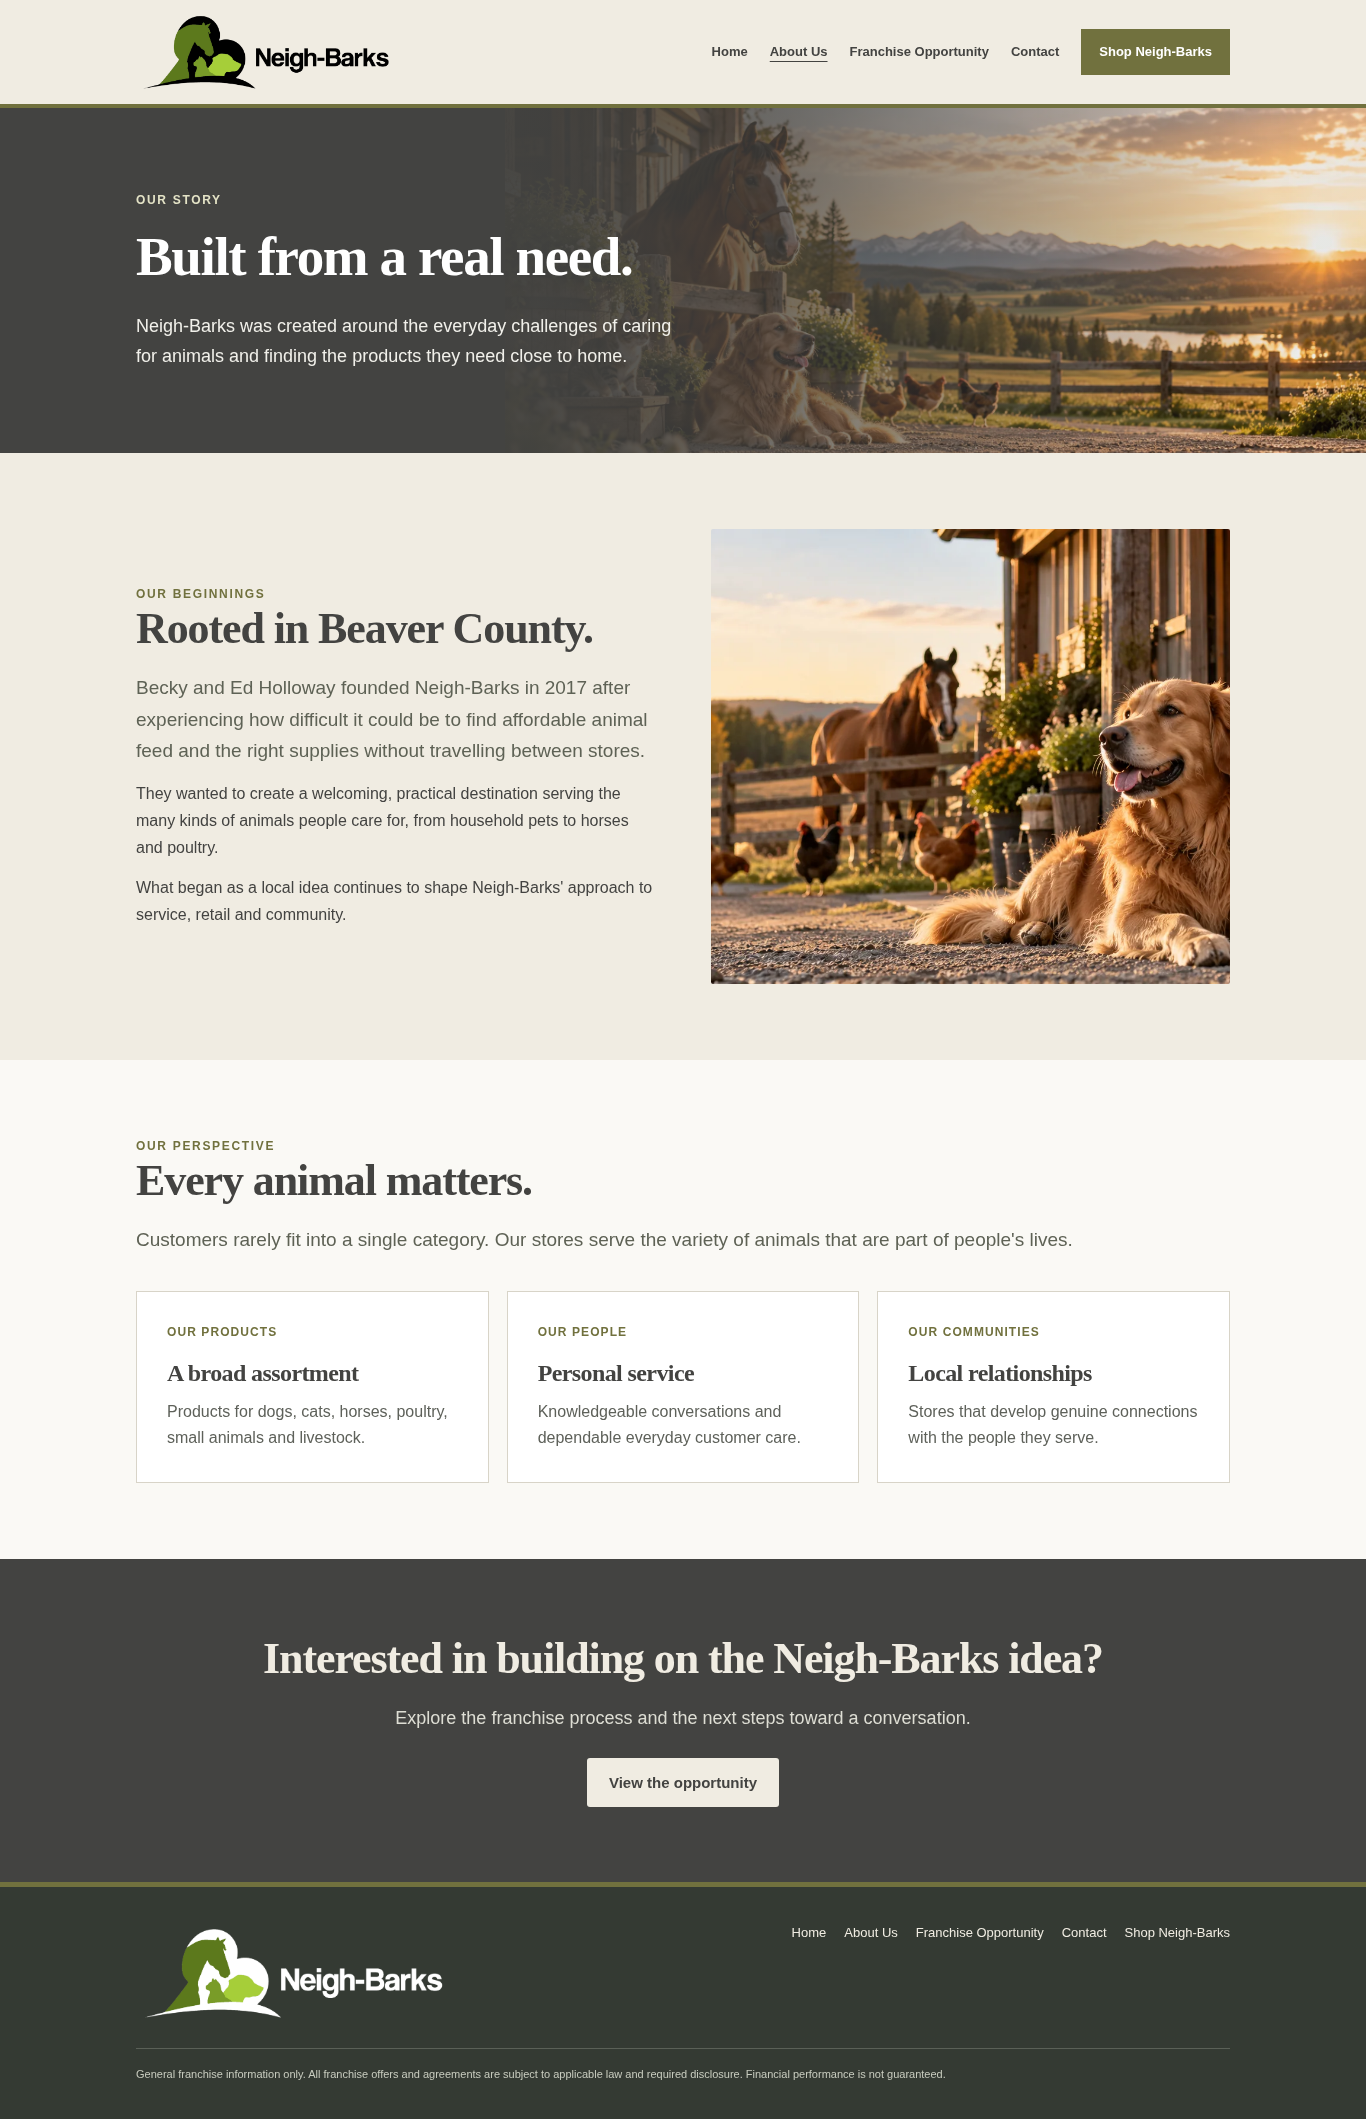 Neigh-Barks
Home About Us Franchise Opportunity Contact Shop Neigh-Barks
OUR STORY
Built from a real need.
Neigh-Barks was created around the everyday challenges of caring
for animals and finding the products they need close to home.
OUR BEGINNINGS
Rooted in Beaver County.
Becky and Ed Holloway founded Neigh-Barks in 2017 after
experiencing how difficult it could be to find affordable animal
feed and the right supplies without travelling between stores.
They wanted to create a welcoming, practical destination serving the
many kinds of animals people care for, from household pets to horses
and poultry.
What began as a local idea continues to shape Neigh-Barks' approach to
service, retail and community.
OUR PERSPECTIVE
Every animal matters.
Customers rarely fit into a single category. Our stores serve the variety of animals that are part of people's lives.
OUR PRODUCTS
A broad assortment
Products for dogs, cats, horses, poultry,
small animals and livestock.
OUR PEOPLE
Personal service
Knowledgeable conversations and
dependable everyday customer care.
OUR COMMUNITIES
Local relationships
Stores that develop genuine connections
with the people they serve.
Interested in building on the Neigh-Barks idea?
Explore the franchise process and the next steps toward a conversation.
View the opportunity
Neigh-Barks
Home About Us Franchise Opportunity Contact Shop Neigh-Barks
General franchise information only. All franchise offers and agreements are subject to applicable law and required disclosure. Financial performance is not guaranteed.